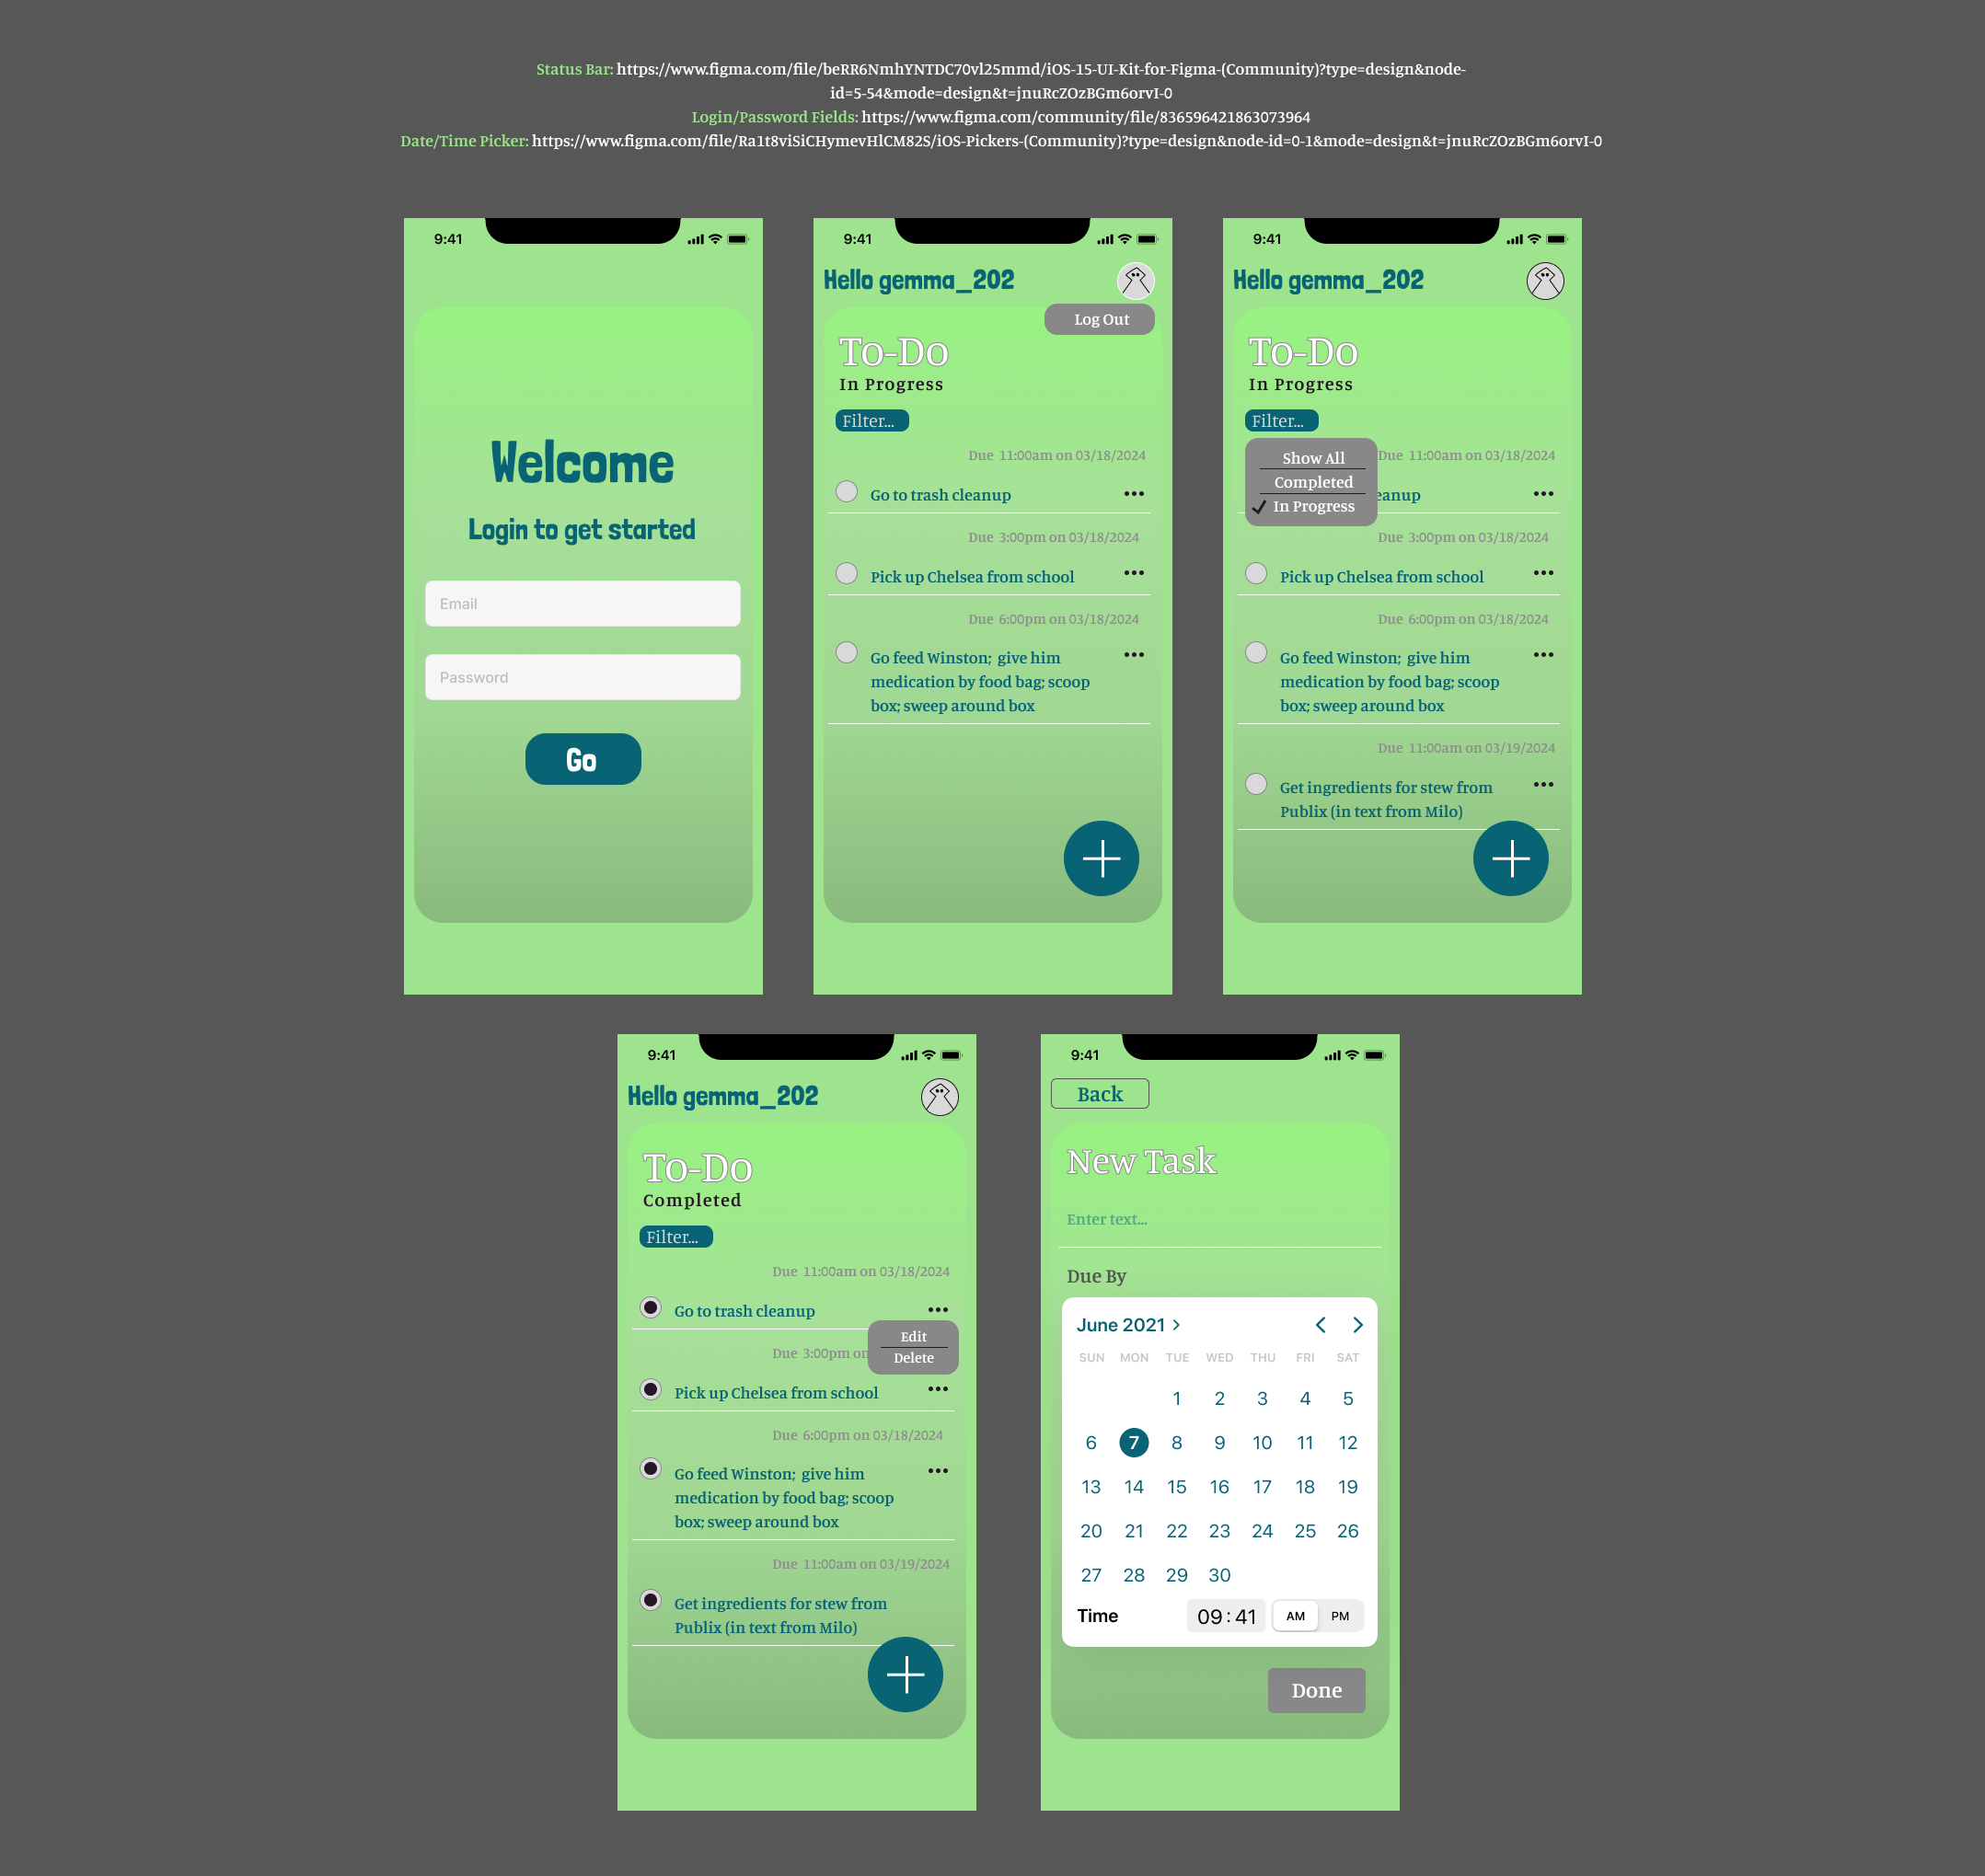 Status Bar: https://www.figma.com/file/beRR6NmhYNTDC70vl25mmd/iOS-15-UI-Kit-for-Figma-(Community)?type=design&node-
id=5-54&mode=design&t=jnuRcZOzBGm6orvI-0
Login/Password Fields: https://www.figma.com/community/file/836596421863073964
Date/Time Picker: https://www.figma.com/file/Ra1t8viSiCHymevHlCM82S/iOS-Pickers-(Community)?type=design&node-id=0-1&mode=design&t=jnuRcZOzBGm6orvI-0
9:41
Welcome
Login to get started
Email
Password
Go
9:41
Hello gemma_202
Log Out
To-Do
In Progress
Filter...
Due 11:00am on 03/18/2024
Go to trash cleanup
Due 3:00pm on 03/18/2024
Pick up Chelsea from school
Due 6:00pm on 03/18/2024
Go feed Winston; give him
medication by food bag; scoop
box; sweep around box
9:41
Hello gemma_202
To-Do
In Progress
Filter...
Show All
Completed
In Progress
Due 11:00am on 03/18/2024
eanup
Due 3:00pm on 03/18/2024
Pick up Chelsea from school
Due 6:00pm on 03/18/2024
Go feed Winston; give him
medication by food bag; scoop
box; sweep around box
Due 11:00am on 03/19/2024
Get ingredients for stew from
Publix (in text from Milo)
9:41
Hello gemma_202
To-Do
Completed
Filter...
Due 11:00am on 03/18/2024
Go to trash cleanup
Edit
Delete
Due 3:00pm on
Pick up Chelsea from school
Due 6:00pm on 03/18/2024
Go feed Winston; give him
medication by food bag; scoop
box; sweep around box
Due 11:00am on 03/19/2024
Get ingredients for stew from
Publix (in text from Milo)
9:41
Back
New Task
Enter text...
Due By
June 2021
SUN MON TUE WED THU FRI SAT
1 2 3 4 5
6 7 8 9 10 11 12
13 14 15 16 17 18 19
20 21 22 23 24 25 26
27 28 29 30
Time 09:41 AM PM
Done